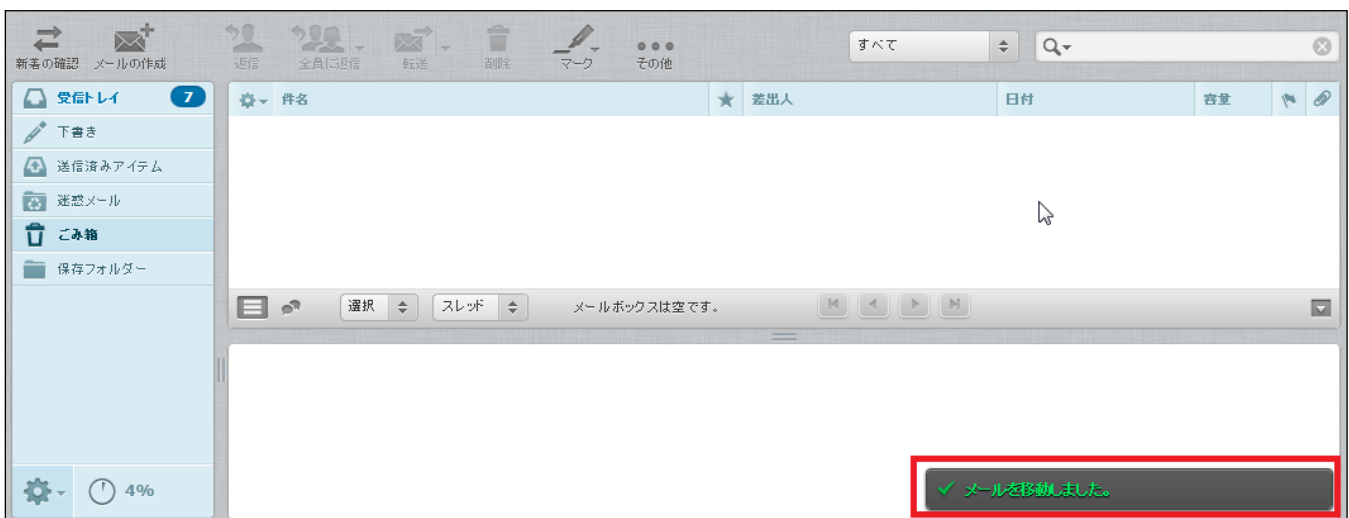 新着の確認
メールの作成
返信
全員に返信
転送
削除
マーク
その他
すべて
受信トレイ 7
下書き
送信済みアイテム
迷惑メール
ごみ箱
保存フォルダー
件名
差出人
日付
容量
選択
スレッド
メールボックスは空です。
4%
メールを移動しました。